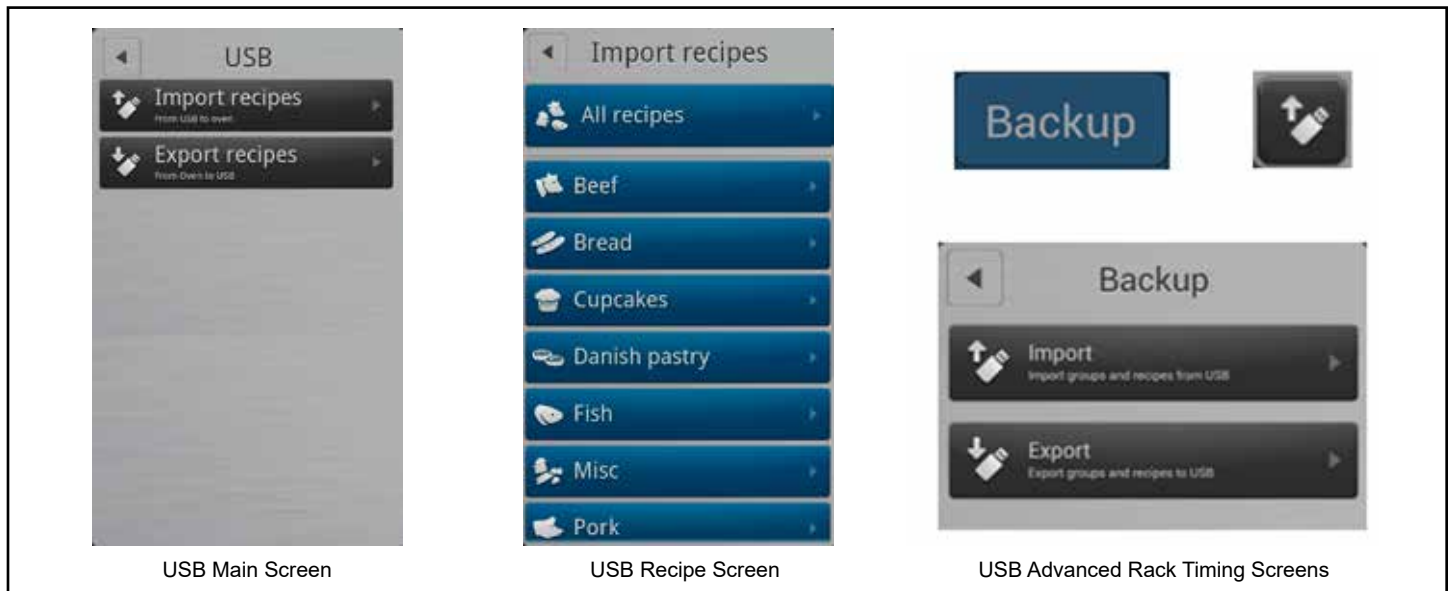 USB
Import recipes
From USB to oven
Export recipes
From Oven to USB
USB Main Screen
Import recipes
All recipes
Beef
Bread
Cupcakes
Danish pastry
Fish
Misc
Pork
USB Recipe Screen
Backup
Backup
Import
Import groups and recipes from USB
Export
Export groups and recipes to USB
USB Advanced Rack Timing Screens